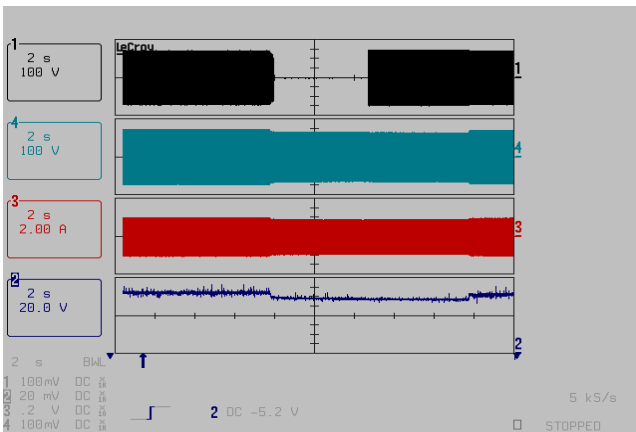 LeCroy
1
2 s
100 V
1
4
2 s
100 V
4
3
2 s
2.00 A
3
2
2 s
20.0 V
2
2 s BWL
1 100mV DC
2 20 mV DC
3 .2 V DC
4 100mV DC
2 DC -5.2 V
5 kS/s
STOPPED